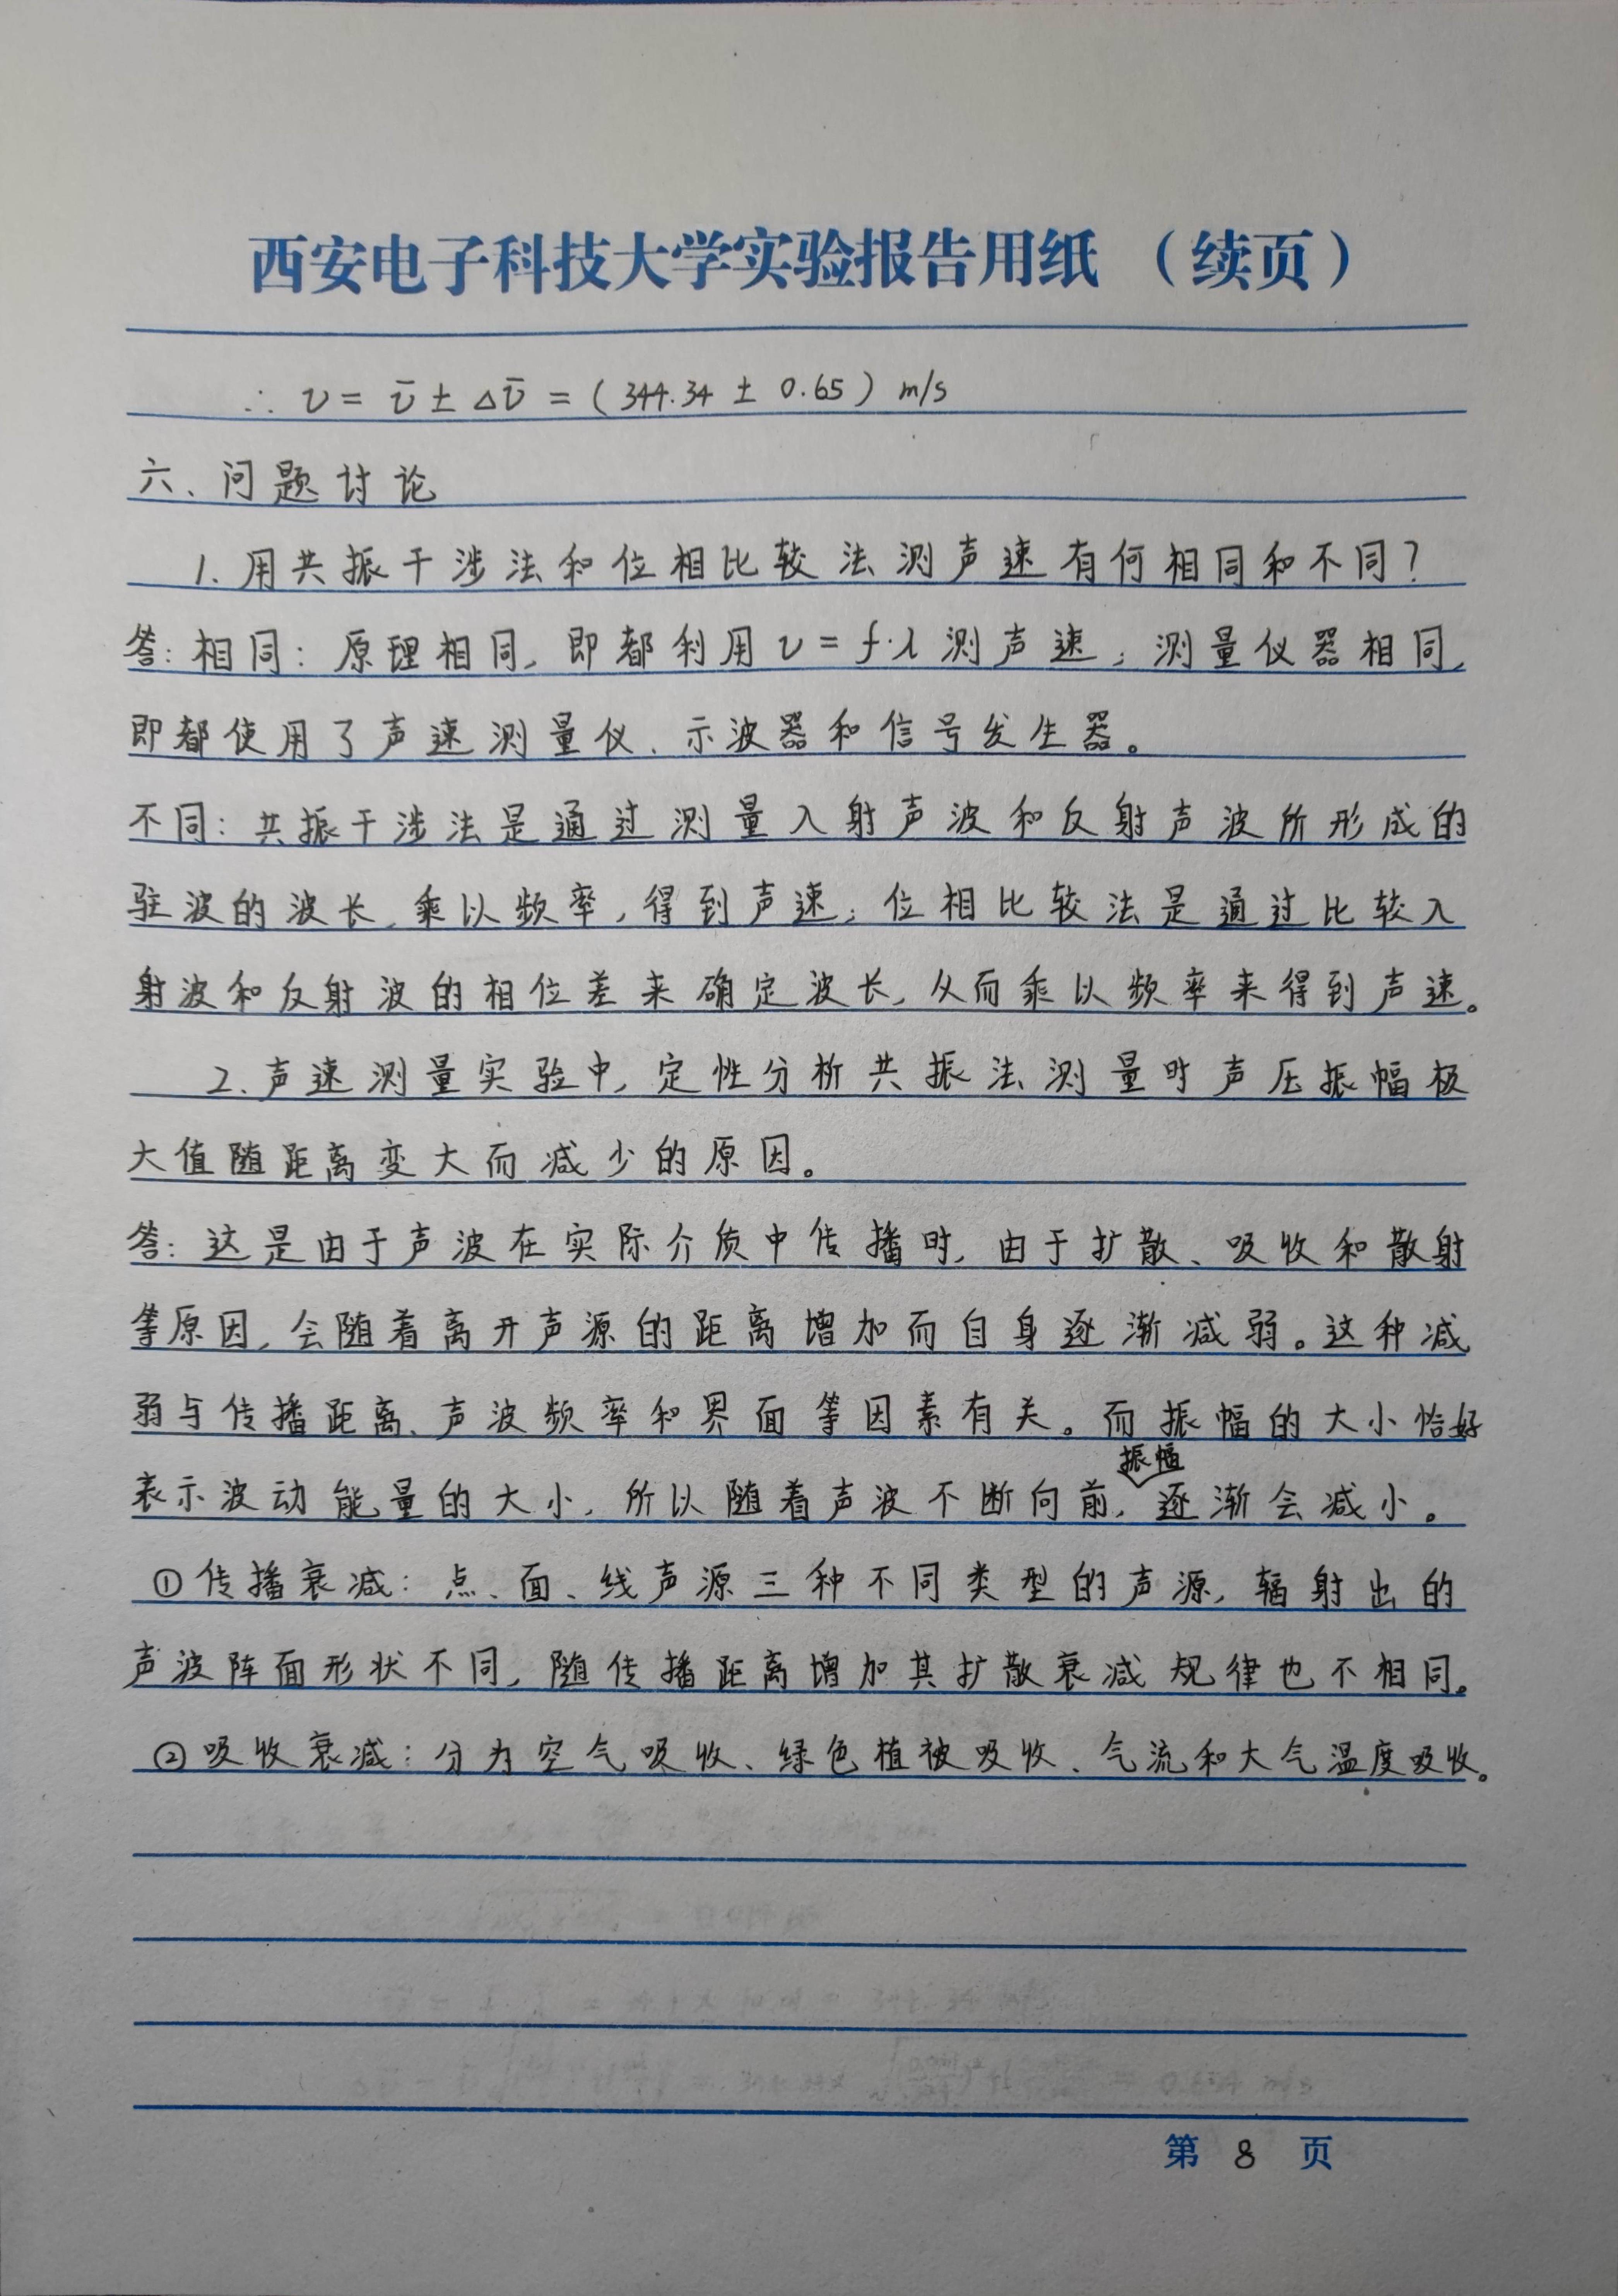 西安电子科技大学实验报告用纸 （续页）
∴ v = v̄ ± Δv̄ = (344.34 ± 0.65) m/s
六、问题讨论
1. 用共振干涉法和位相比较法测声速有何相同和不同?
答: 相同: 原理相同, 即都利用 v = f·λ 测声速; 测量仪器相同,
即都使用了声速测量仪、示波器和信号发生器。
不同: 共振干涉法是通过测量入射声波和反射声波所形成的
驻波的波长, 乘以频率, 得到声速; 位相比较法是通过比较入
射波和反射波的相位差来确定波长, 从而乘以频率来得到声速。
2. 声速测量实验中, 定性分析共振法测量时声压振幅极
大值随距离变大而减少的原因。
答: 这是由于声波在实际介质中传播时, 由于扩散、吸收和散射
等原因, 会随着离开声源的距离增加而自身逐渐减弱。这种减
弱与传播距离、声波频率和界面等因素有关。而振幅的大小恰好
表示波动能量的大小, 所以随着声波不断向前, 振幅逐渐会减小。
①传播衰减: 点、面、线声源三种不同类型的声源, 辐射出的
声波阵面形状不同, 随传播距离增加其扩散衰减规律也不相同。
②吸收衰减: 分为空气吸收、绿色植被吸收、气流和大气温度吸收。
第 8 页